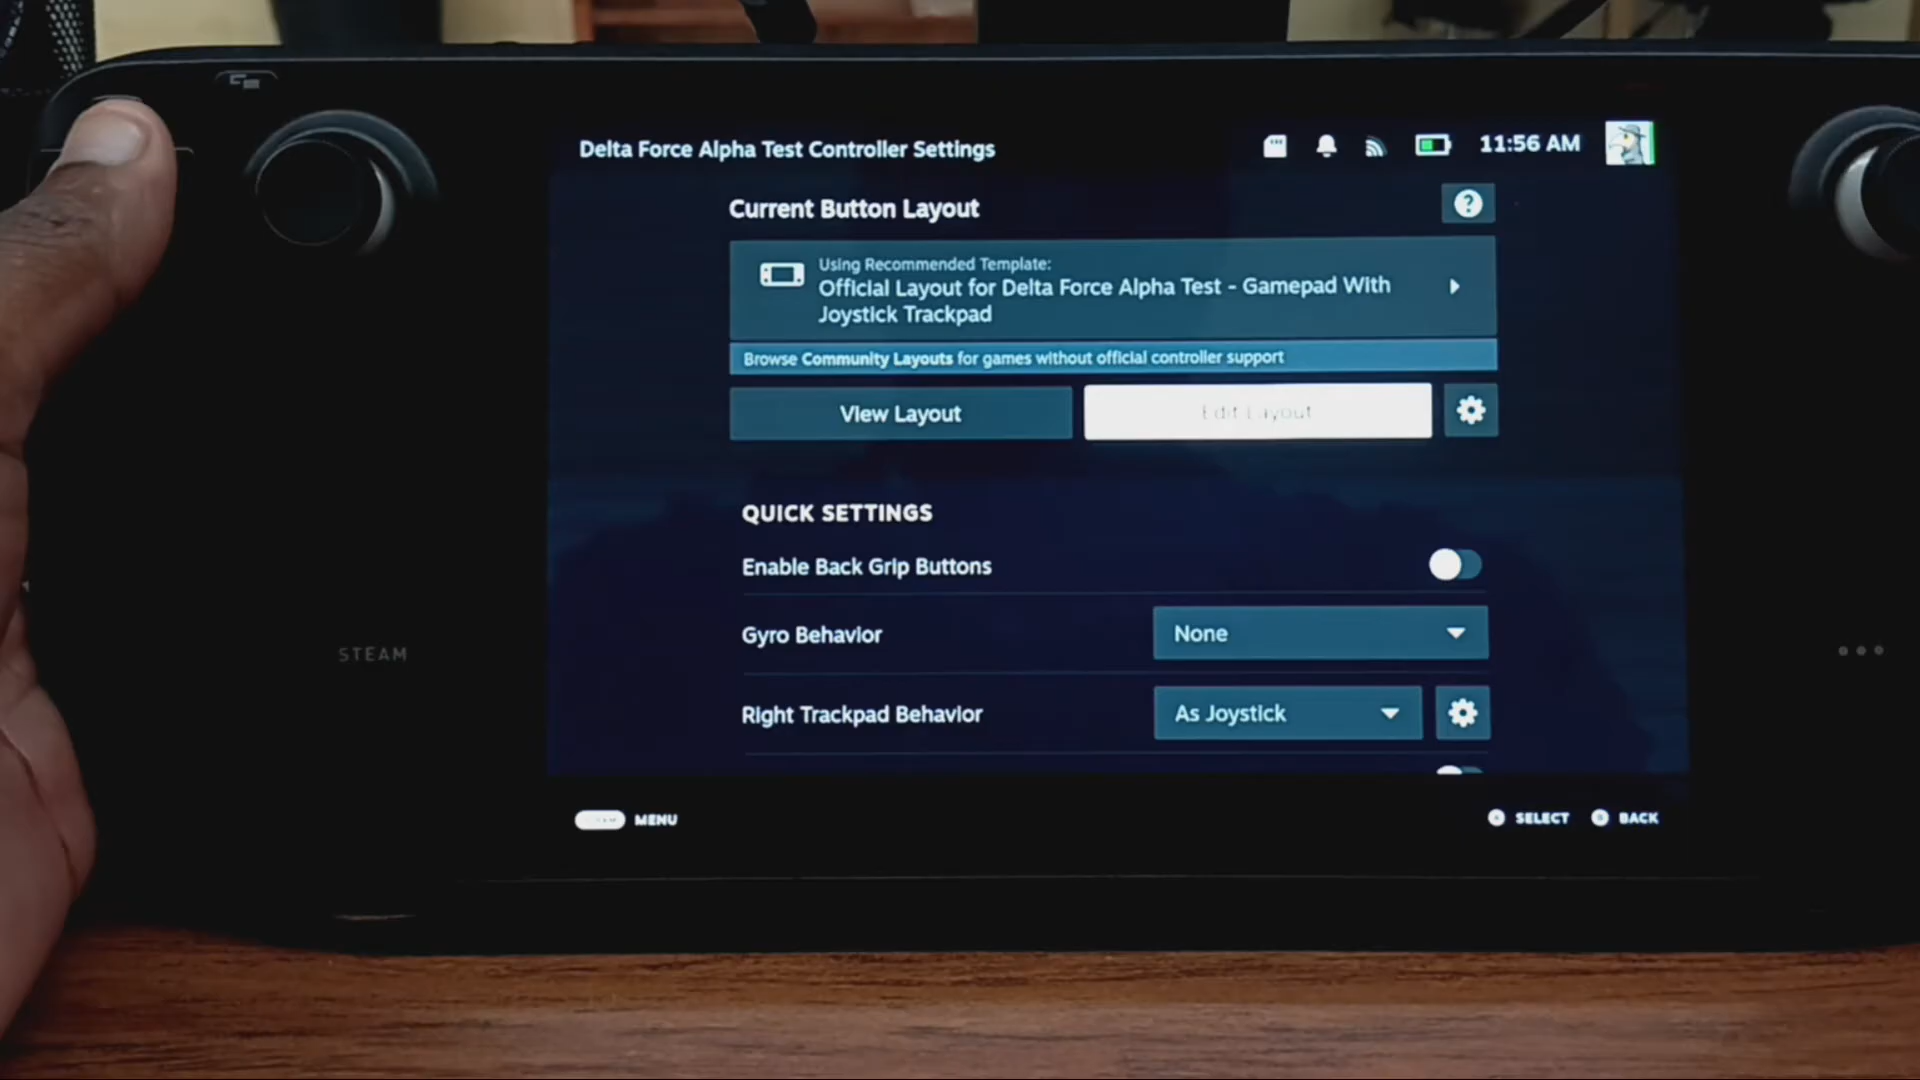 Delta Force Alpha Test Controller Settings
11:56 AM
Current Button Layout
?
Using Recommended Template:
Official Layout for Delta Force Alpha Test - Gamepad With
Joystick Trackpad
Browse Community Layouts for games without official controller support
View Layout
Edit Layout
QUICK SETTINGS
Enable Back Grip Buttons
Gyro Behavior
None
STEAM
Right Trackpad Behavior
As Joystick
MENU
SELECT
BACK